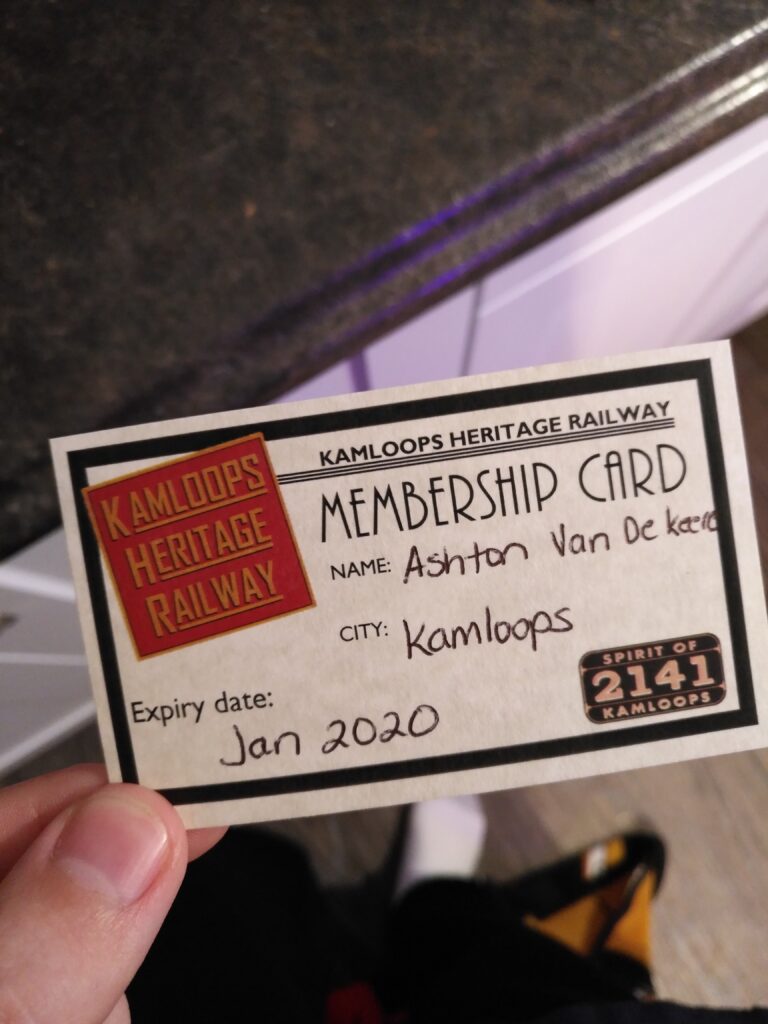 KAMLOOPS HERITAGE RAILWAY
MEMBERSHIP CARD
KAMLOOPS
HERITAGE
RAILWAY
NAME: Ashton Van De Keere
CITY: Kamloops
Expiry date:
Jan 2020
SPIRIT OF
2141
KAMLOOPS